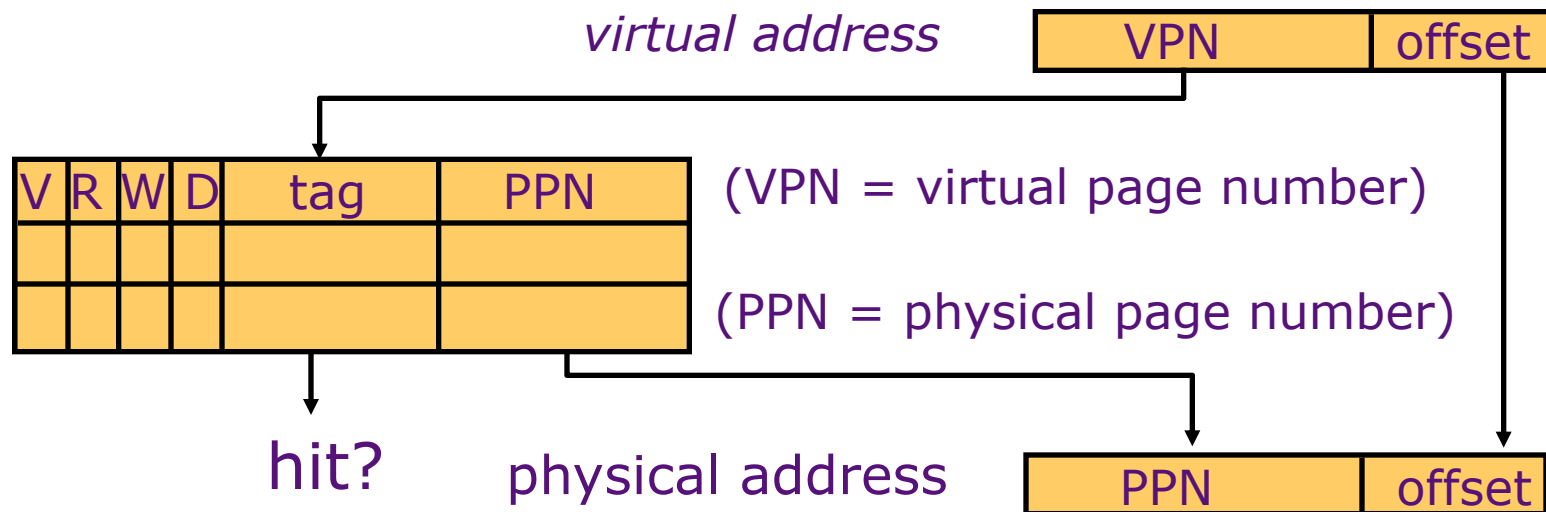 virtual address VPN offset
V R W D tag PPN (VPN = virtual page number)
(PPN = physical page number)
hit? physical address PPN offset